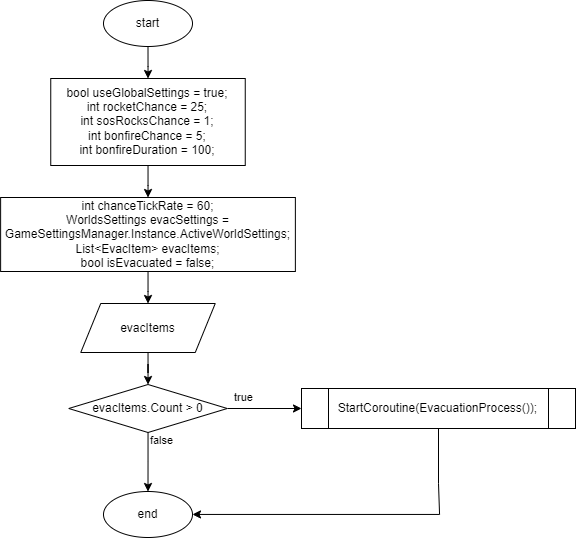 start
bool useGlobalSettings = true;
int rocketChance = 25;
int sosRocksChance = 1;
int bonfireChance = 5;
int bonfireDuration = 100;
int chanceTickRate = 60;
WorldsSettings evacSettings =
GameSettingsManager.Instance.ActiveWorldSettings;
List<EvacItem> evacItems;
bool isEvacuated = false;
evacItems
evacItems.Count > 0
true
StartCoroutine(EvacuationProcess());
false
end